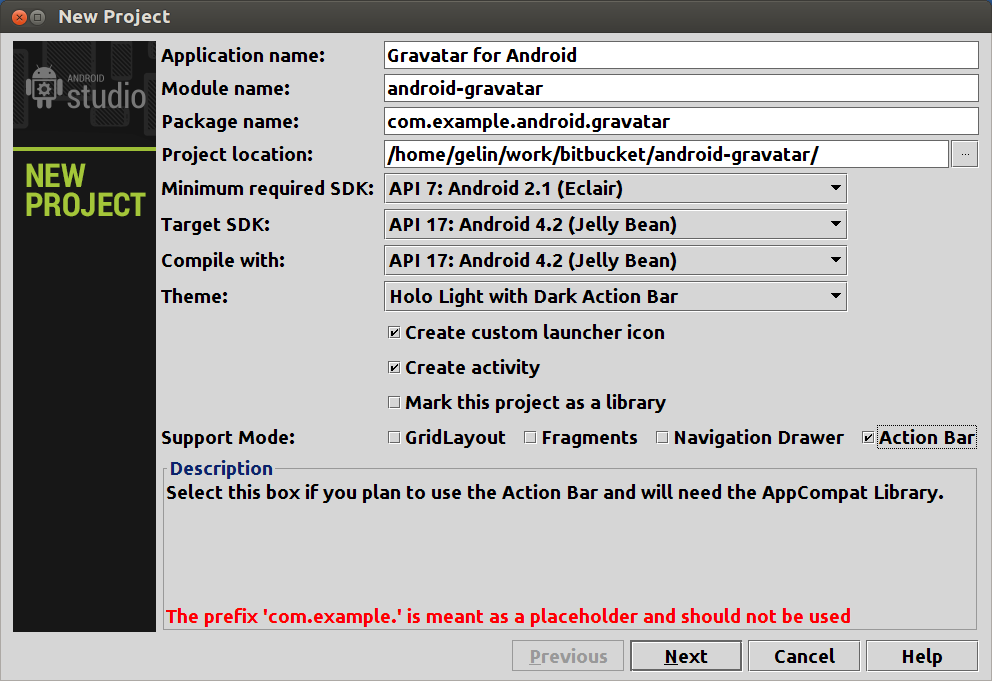 New Project
ANDROID
studio
NEW
PROJECT
Application name: Gravatar for Android
Module name: android-gravatar
Package name: com.example.android.gravatar
Project location: /home/gelin/work/bitbucket/android-gravatar/ ...
Minimum required SDK: API 7: Android 2.1 (Eclair)
Target SDK: API 17: Android 4.2 (Jelly Bean)
Compile with: API 17: Android 4.2 (Jelly Bean)
Theme: Holo Light with Dark Action Bar
Create custom launcher icon
Create activity
Mark this project as a library
Support Mode: GridLayout Fragments Navigation Drawer Action Bar
Description
Select this box if you plan to use the Action Bar and will need the AppCompat Library.
The prefix 'com.example.' is meant as a placeholder and should not be used
Previous Next Cancel Help